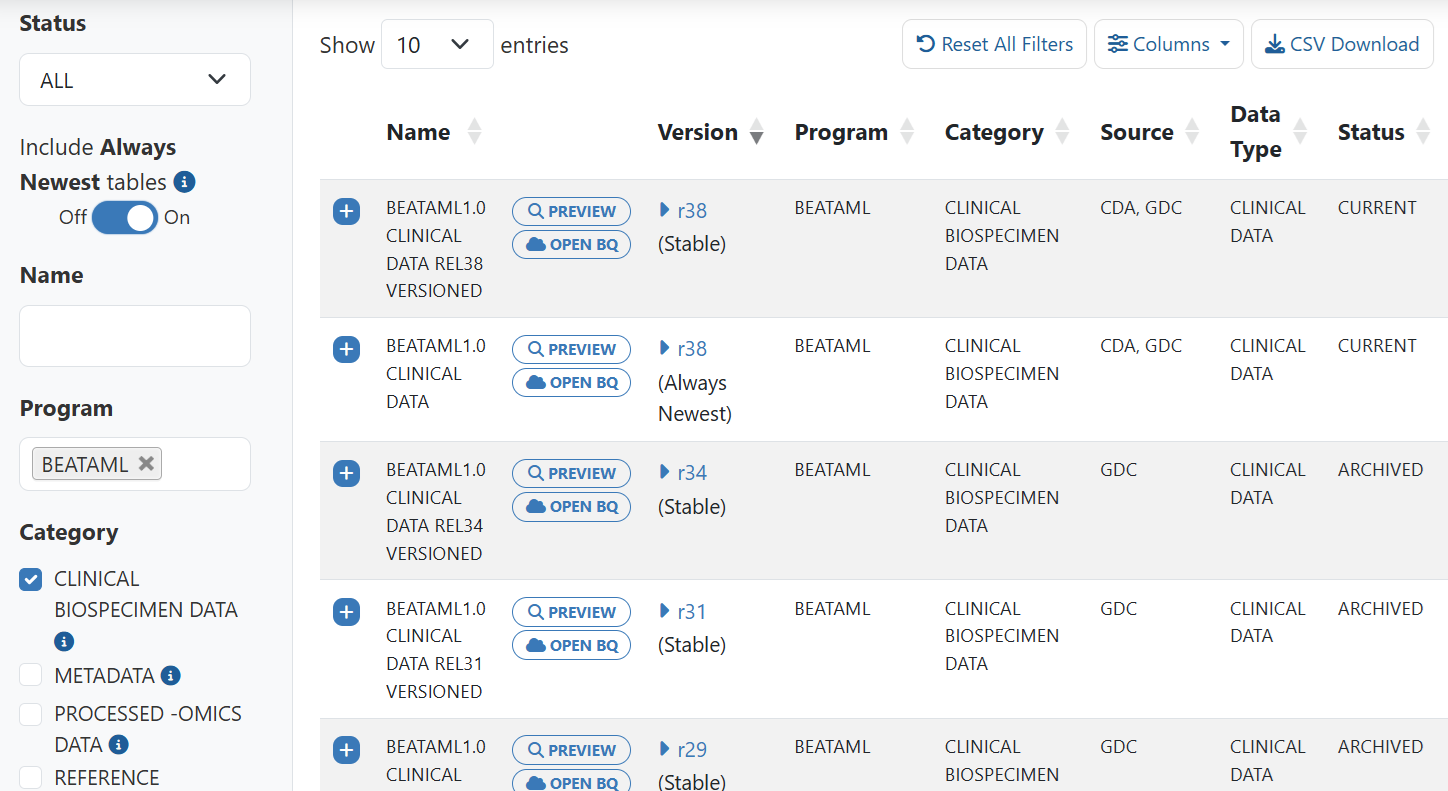 Status
ALL
Include Always
Newest tables
Off On
Name
Program
BEATAML
Category
CLINICAL
BIOSPECIMEN DATA
METADATA
PROCESSED -OMICS
DATA
REFERENCE
Show 10 entries
Reset All Filters
Columns
CSV Download
Name Version Program Category Source Data Type Status
BEATAML1.0 PREVIEW r38 BEATAML CLINICAL CDA, GDC CLINICAL CURRENT
CLINICAL OPEN BQ (Stable) BIOSPECIMEN DATA
DATA REL38 DATA
VERSIONED
BEATAML1.0 PREVIEW r38 BEATAML CLINICAL CDA, GDC CLINICAL CURRENT
CLINICAL OPEN BQ (Always BIOSPECIMEN DATA
DATA Newest) DATA
BEATAML1.0 PREVIEW r34 BEATAML CLINICAL GDC CLINICAL ARCHIVED
CLINICAL OPEN BQ (Stable) BIOSPECIMEN DATA
DATA REL34 DATA
VERSIONED
BEATAML1.0 PREVIEW r31 BEATAML CLINICAL GDC CLINICAL ARCHIVED
CLINICAL OPEN BQ (Stable) BIOSPECIMEN DATA
DATA REL31 DATA
VERSIONED
BEATAML1.0 PREVIEW r29 BEATAML CLINICAL GDC CLINICAL ARCHIVED
CLINICAL OPEN BQ (Stable) BIOSPECIMEN DATA